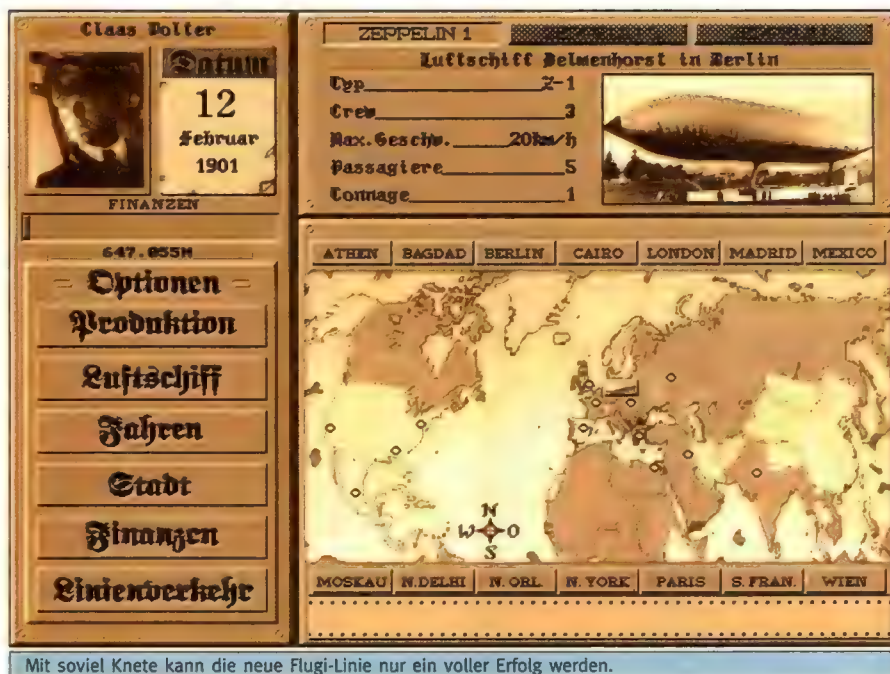 Claas Wolter
Datum
12
Februar
1901
FINANZEN
647.055M
Optionen
Produktion
Luftschiff
Fahren
Stadt
Finanzen
Linienverkehr
ZEPPELIN 1
Luftschiff Delmenhorst in Berlin
Typ Z-1
Crew 3
Max.Geschw. 20km/h
Passagiere 5
Tonnage 1
ATHEN BAGDAD BERLIN CAIRO LONDON MADRID MEXICO
N
W O
S
MOSKAU N.DELHI N. ORL. N. YORK PARIS S. FRAN. WIEN
Mit soviel Knete kann die neue Flugi-Linie nur ein voller Erfolg werden.